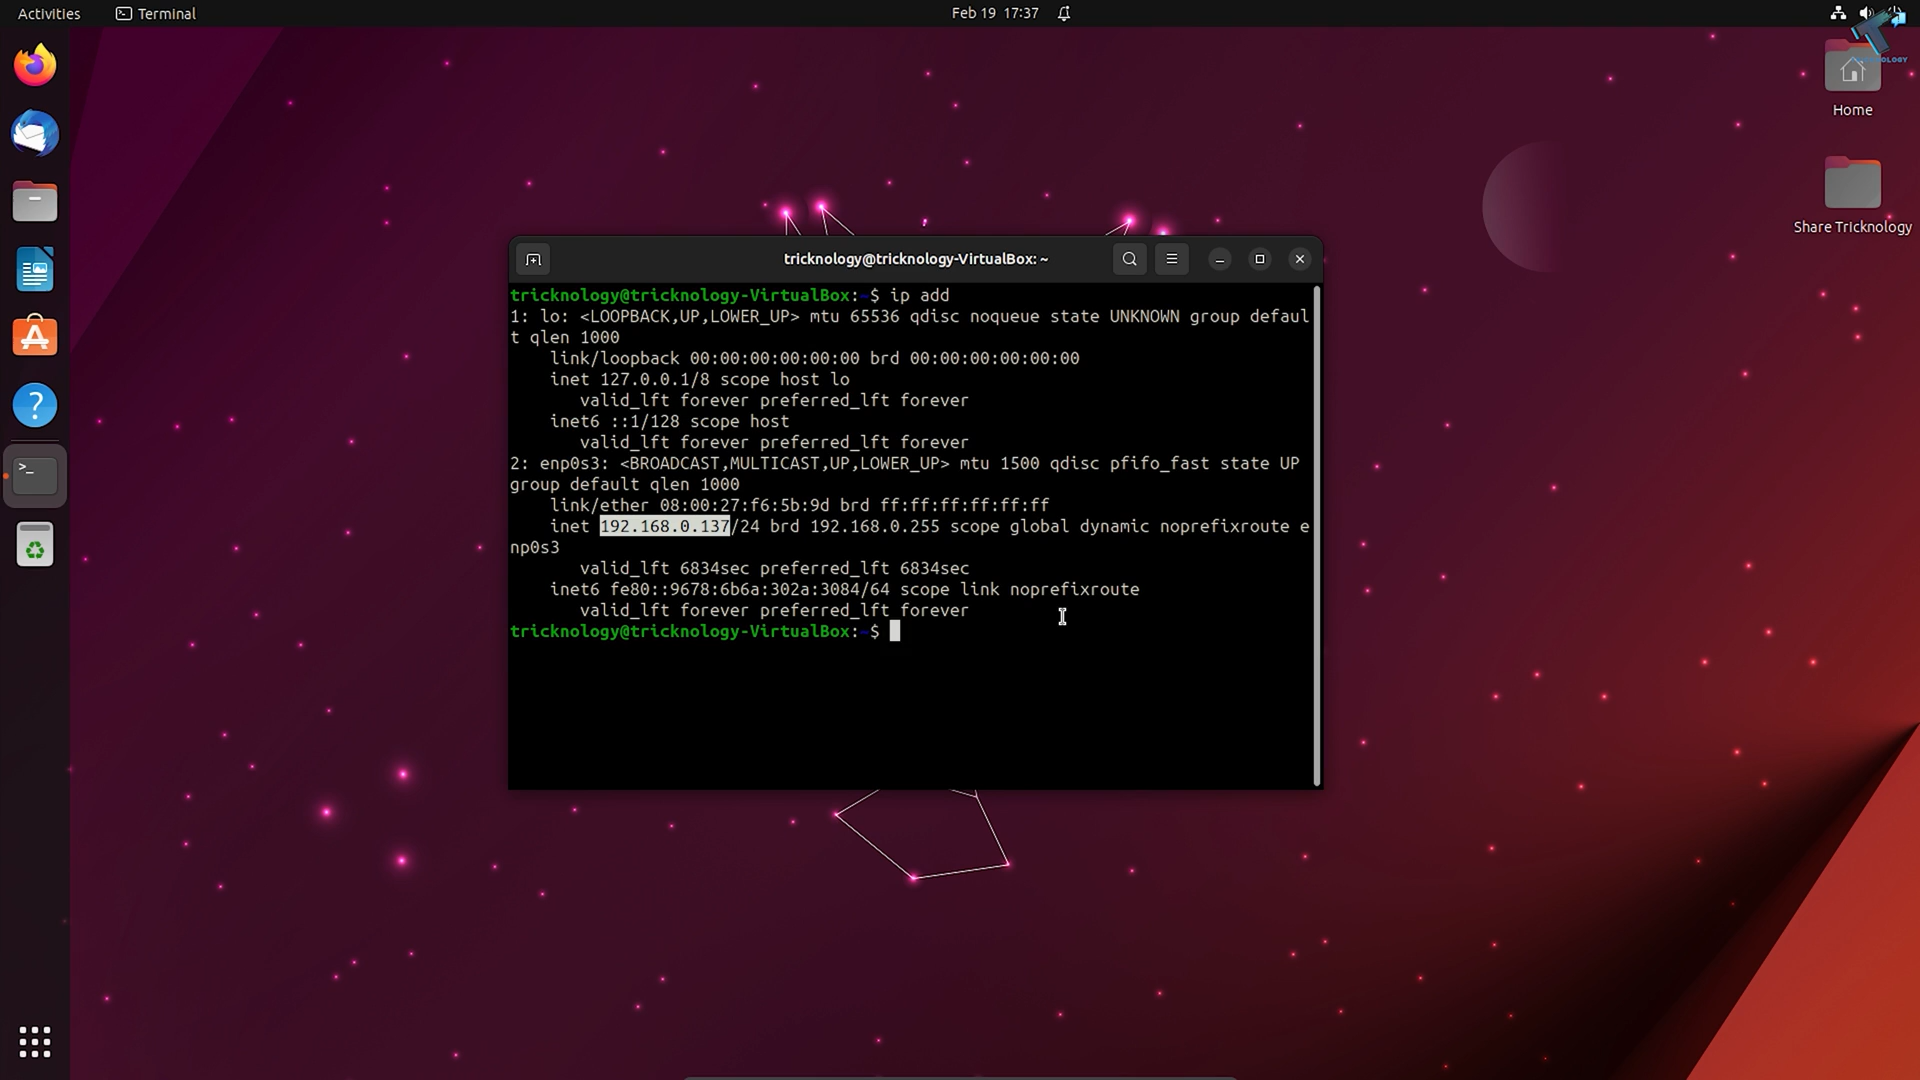 Activities
Terminal
Feb 19 17:37
Home
Share Tricknology
tricknology@tricknology-VirtualBox: ~
tricknology@tricknology-VirtualBox:~$ ip add
1: lo: <LOOPBACK,UP,LOWER_UP> mtu 65536 qdisc noqueue state UNKNOWN group defaul
t qlen 1000
link/loopback 00:00:00:00:00:00 brd 00:00:00:00:00:00
inet 127.0.0.1/8 scope host lo
valid_lft forever preferred_lft forever
inet6 ::1/128 scope host
valid_lft forever preferred_lft forever
2: enp0s3: <BROADCAST,MULTICAST,UP,LOWER_UP> mtu 1500 qdisc pfifo_fast state UP
group default qlen 1000
link/ether 08:00:27:f6:5b:9d brd ff:ff:ff:ff:ff:ff
inet 192.168.0.137/24 brd 192.168.0.255 scope global dynamic noprefixroute e
np0s3
valid_lft 6834sec preferred_lft 6834sec
inet6 fe80::9678:6b6a:302a:3084/64 scope link noprefixroute
valid_lft forever preferred_lft forever
tricknology@tricknology-VirtualBox:~$